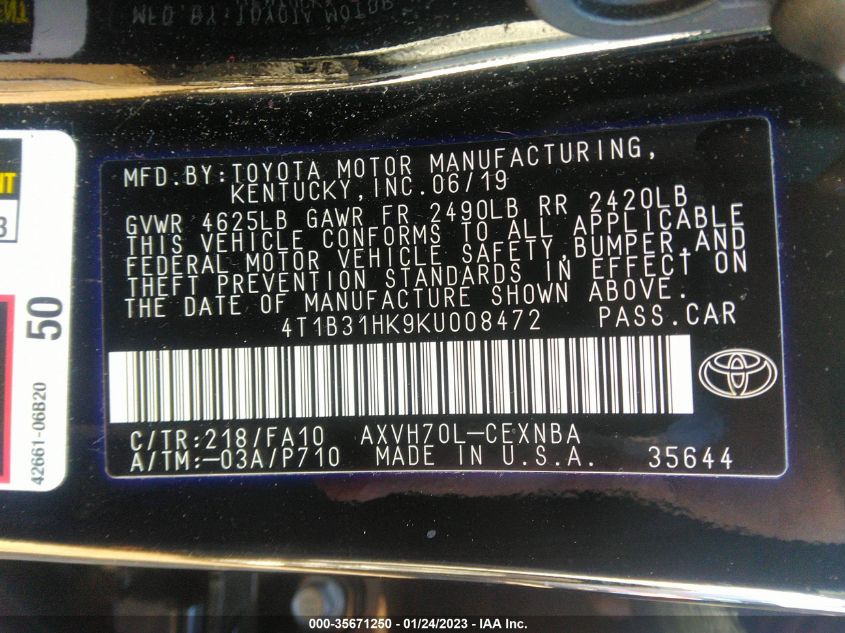 MFD.BY:TOYOTA MOTOR MANUFACTURING,
KENTUCKY,INC.06/19
GVWR 4625LB GAWR FR 2490LB RR 2420LB
THIS VEHICLE CONFORMS TO ALL APPLICABLE
FEDERAL MOTOR VEHICLE SAFETY,BUMPER,AND
THEFT PREVENTION STANDARDS IN EFFECT ON
THE DATE OF MANUFACTURE SHOWN ABOVE.
4T1B31HK9KU008472 PASS.CAR
C/TR:218/FA10 AXVH70L-CEXNBA
A/TM:-03A/P710 MADE IN U.S.A. 35644
50
42661-06B20
000-35671250 | 01/24/2023 - IAA Inc.